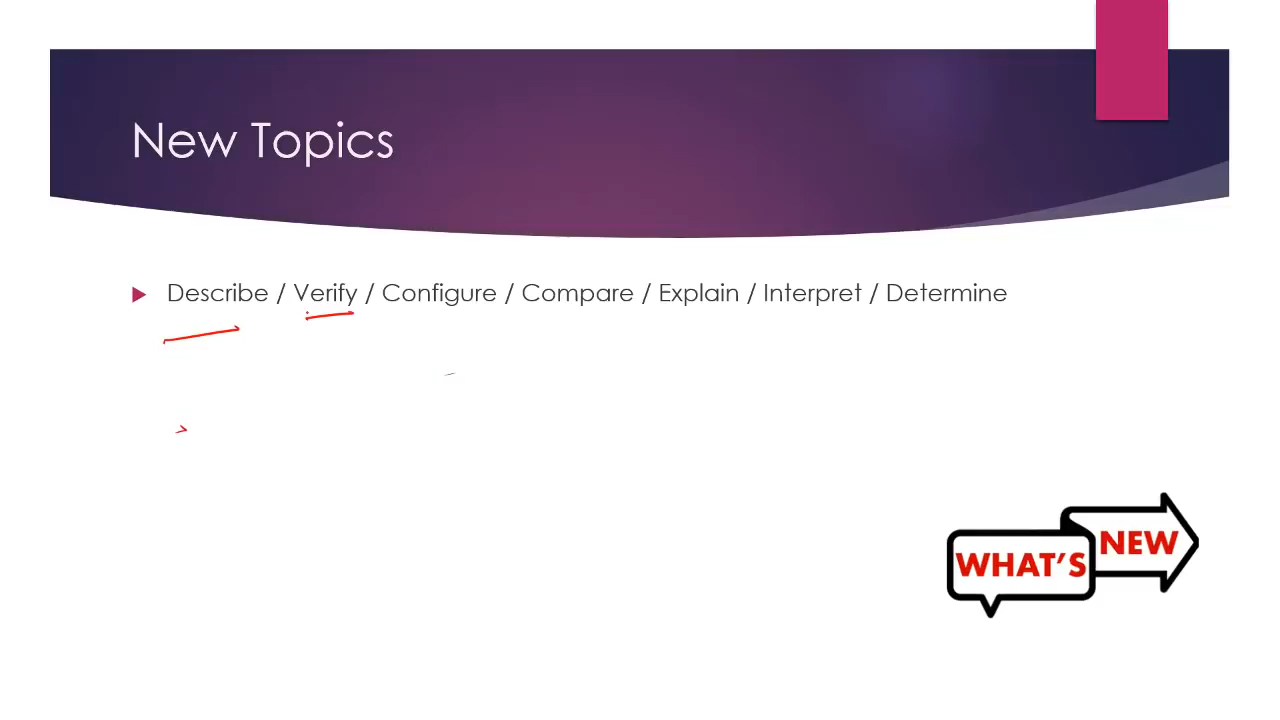 New Topics
Describe / Verify / Configure / Compare / Explain / Interpret / Determine
WHAT'S NEW